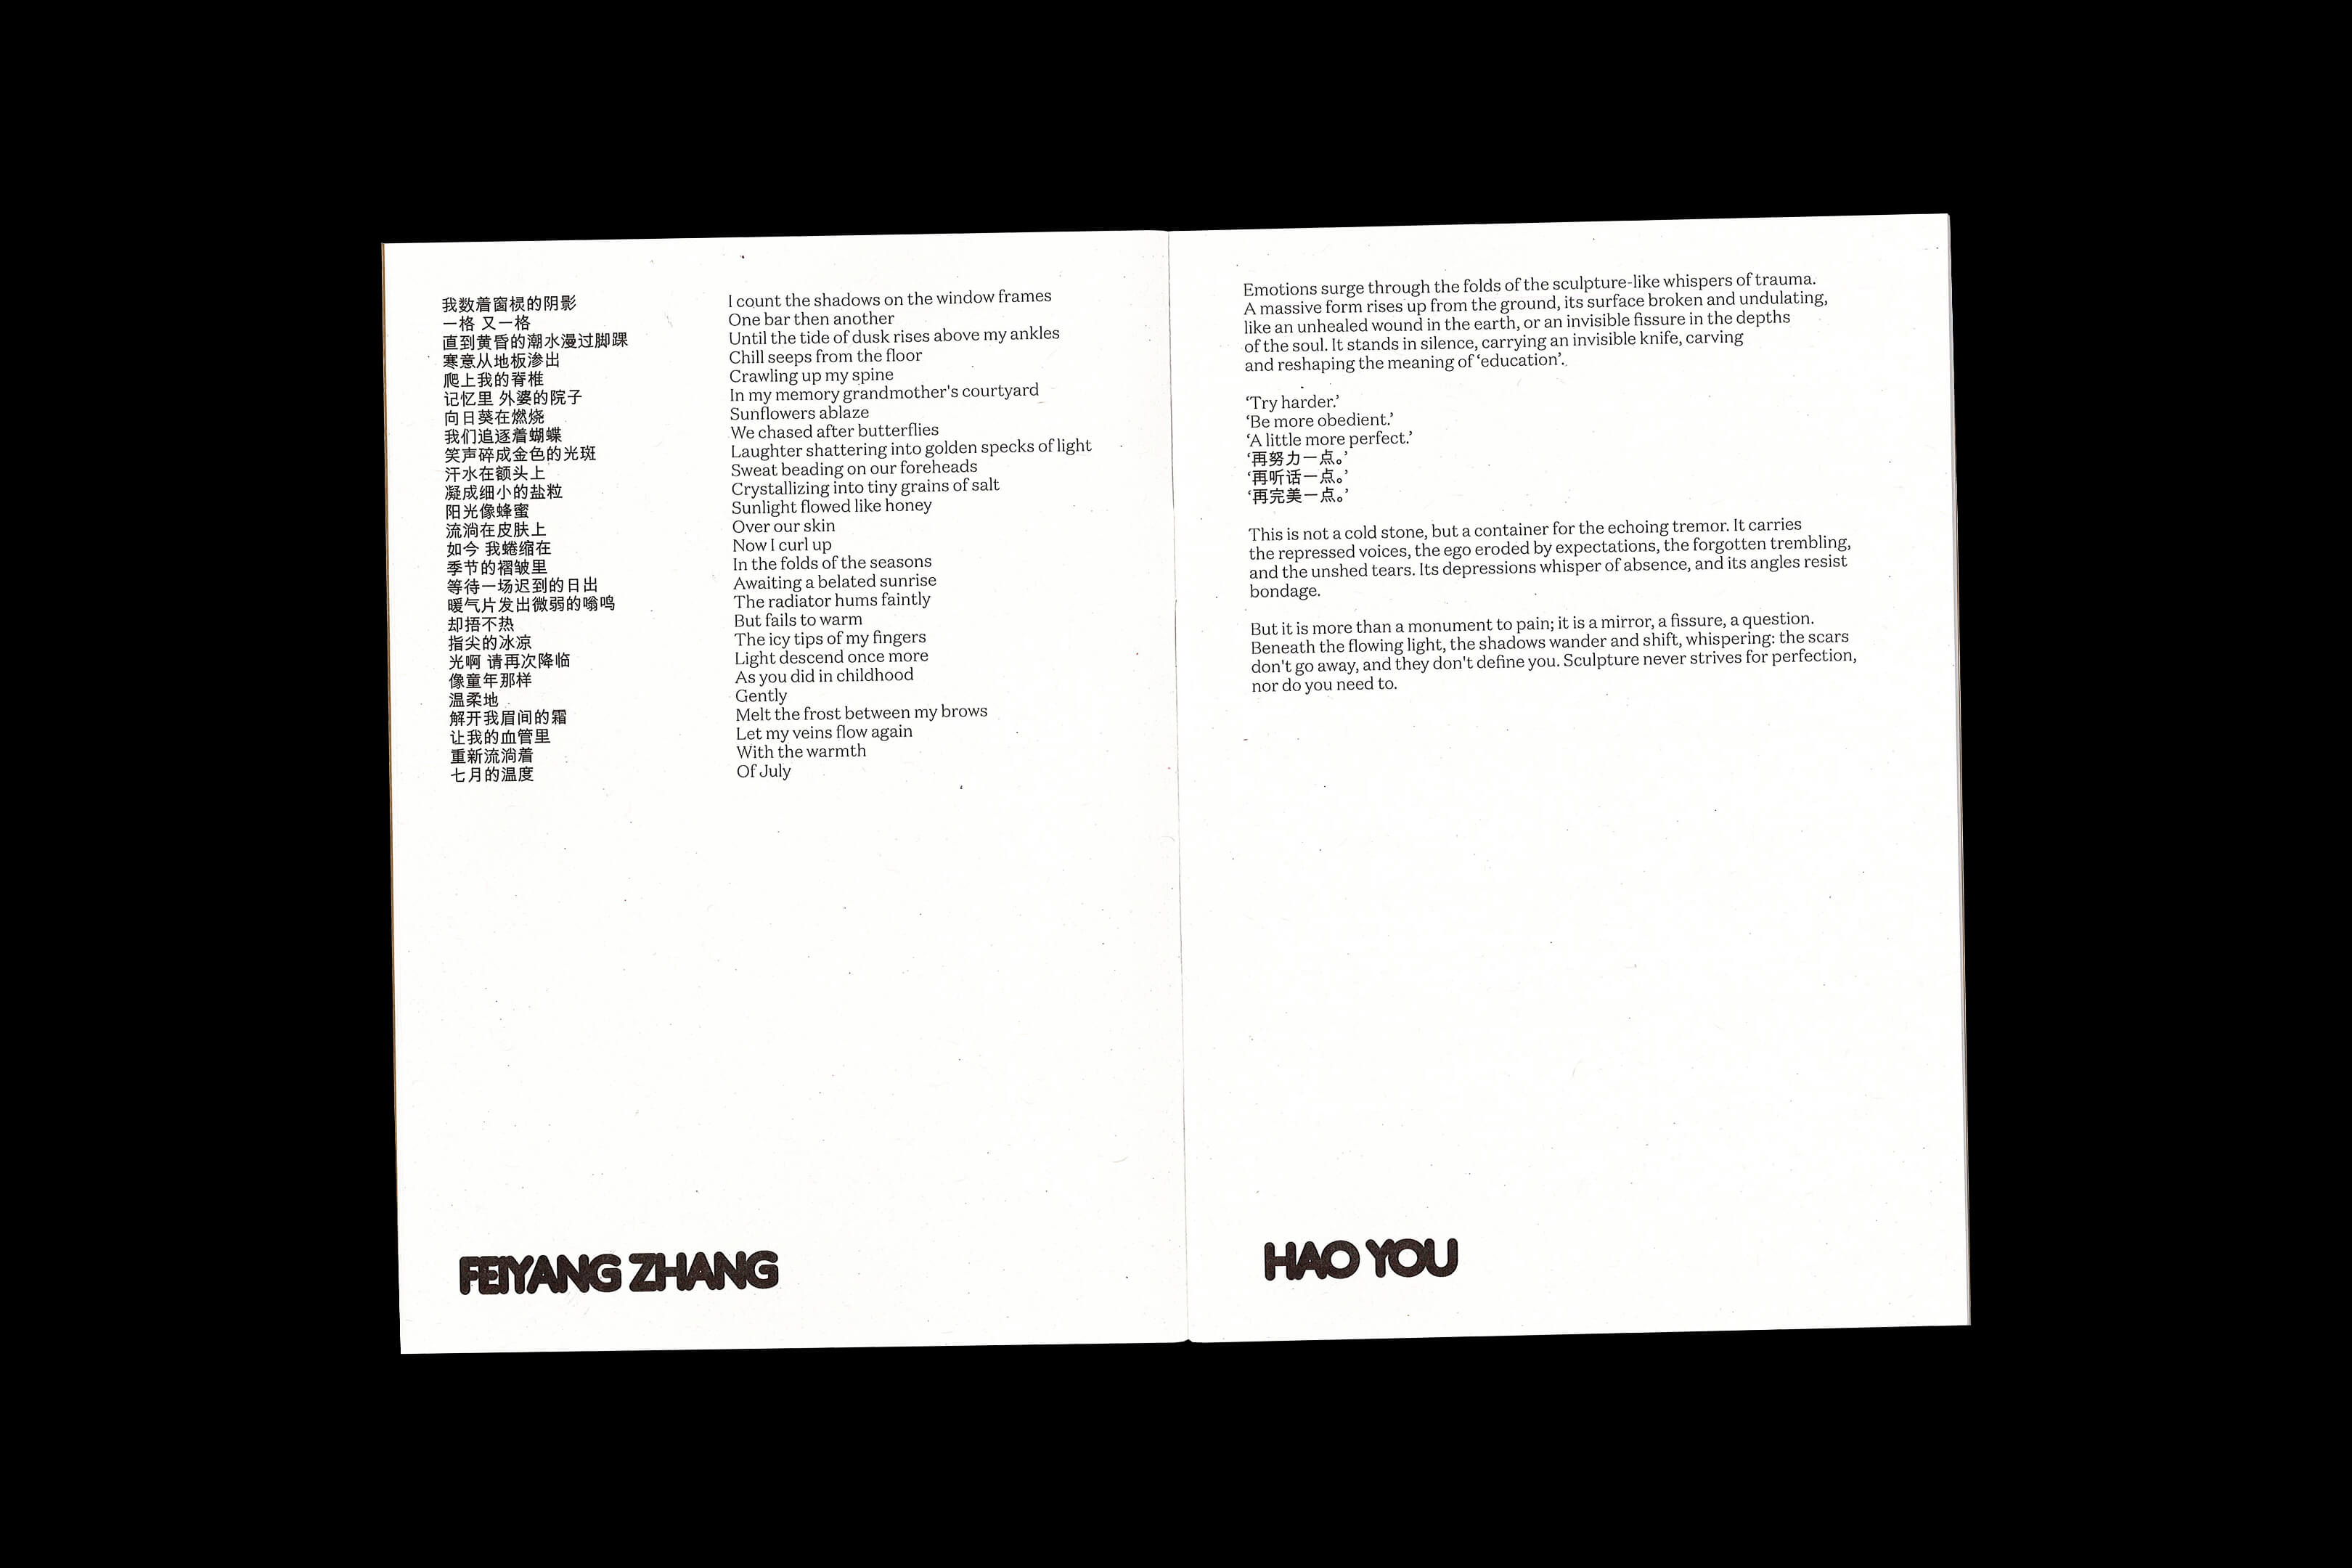 我数着窗棂的阴影
一格 又一格
直到黄昏的潮水漫过脚踝
寒意从地板渗出
爬上我的脊椎
记忆里 外婆的院子
向日葵在燃烧
我们追逐着蝴蝶
笑声碎成金色的光斑
汗水在额头上
凝成细小的盐粒
阳光像蜂蜜
流淌在皮肤上
如今 我蜷缩在
季节的褶皱里
等待一场迟到的日出
暖气片发出微弱的嗡鸣
却捂不热
指尖的冰凉
光啊 请再次降临
像童年那样
温柔地
解开我眉间的霜
让我的血管里
重新流淌着
七月的温度
I count the shadows on the window frames
One bar then another
Until the tide of dusk rises above my ankles
Chill seeps from the floor
Crawling up my spine
In my memory grandmother's courtyard
Sunflowers ablaze
We chased after butterflies
Laughter shattering into golden specks of light
Sweat beading on our foreheads
Crystallizing into tiny grains of salt
Sunlight flowed like honey
Over our skin
Now I curl up
In the folds of the seasons
Awaiting a belated sunrise
The radiator hums faintly
But fails to warm
The icy tips of my fingers
Light descend once more
As you did in childhood
Gently
Melt the frost between my brows
Let my veins flow again
With the warmth
Of July
FEIYANG ZHANG
Emotions surge through the folds of the sculpture-like whispers of trauma.
A massive form rises up from the ground, its surface broken and undulating,
like an unhealed wound in the earth, or an invisible fissure in the depths
of the soul. It stands in silence, carrying an invisible knife, carving
and reshaping the meaning of ‘education’.
‘Try harder.’
‘Be more obedient.’
‘A little more perfect.’
‘再努力一点。’
‘再听话一点。’
‘再完美一点。’
This is not a cold stone, but a container for the echoing tremor. It carries
the repressed voices, the ego eroded by expectations, the forgotten trembling,
and the unshed tears. Its depressions whisper of absence, and its angles resist
bondage.
But it is more than a monument to pain; it is a mirror, a fissure, a question.
Beneath the flowing light, the shadows wander and shift, whispering: the scars
don't go away, and they don't define you. Sculpture never strives for perfection,
nor do you need to.
HAO YOU